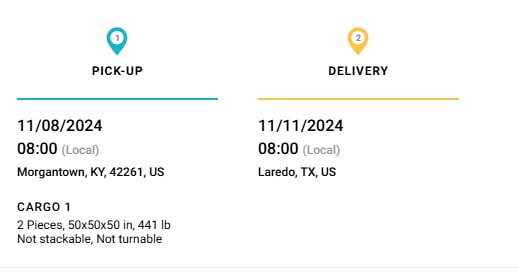 1
PICK-UP
11/08/2024
08:00 (Local)
Morgantown, KY, 42261, US
CARGO 1
2 Pieces, 50x50x50 in, 441 lb
Not stackable, Not turnable
2
DELIVERY
11/11/2024
08:00 (Local)
Laredo, TX, US